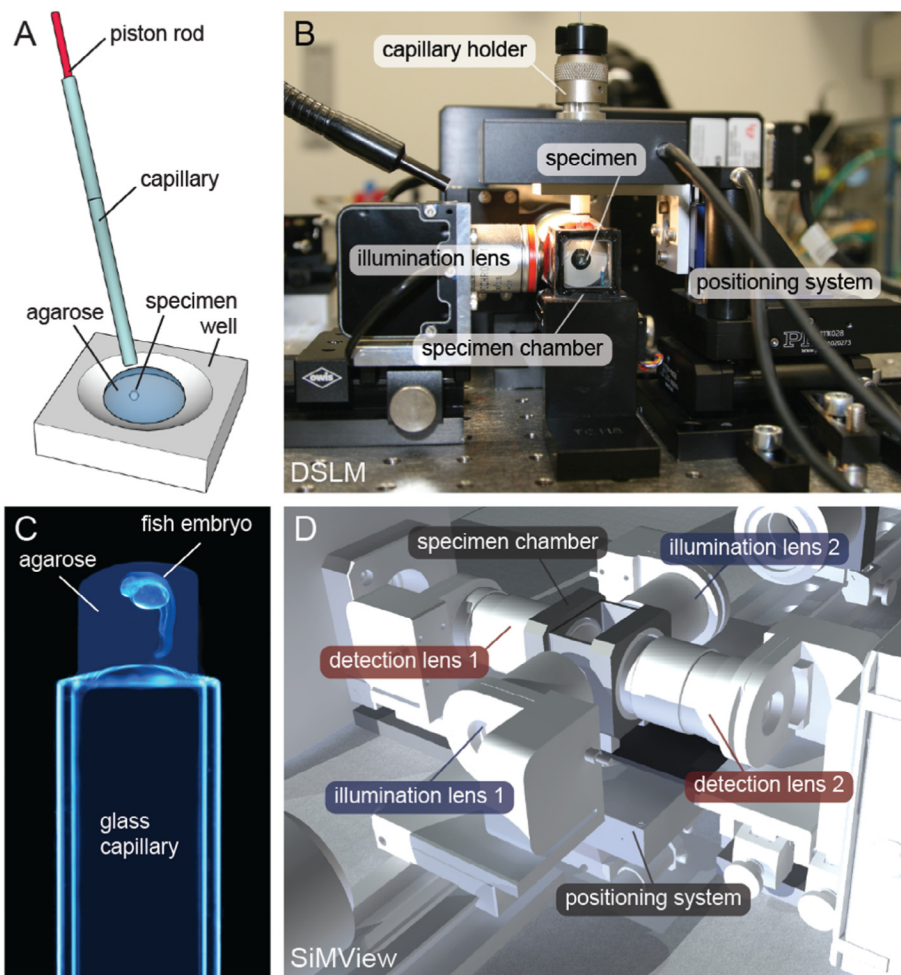 A
piston rod
capillary
agarose
specimen
well
B
capillary holder
specimen
illumination lens
positioning system
specimen chamber
owis
PI
DSLM
C
fish embryo
agarose
glass
capillary
D
specimen chamber
illumination lens 2
detection lens 1
illumination lens 1
detection lens 2
positioning system
SiMView